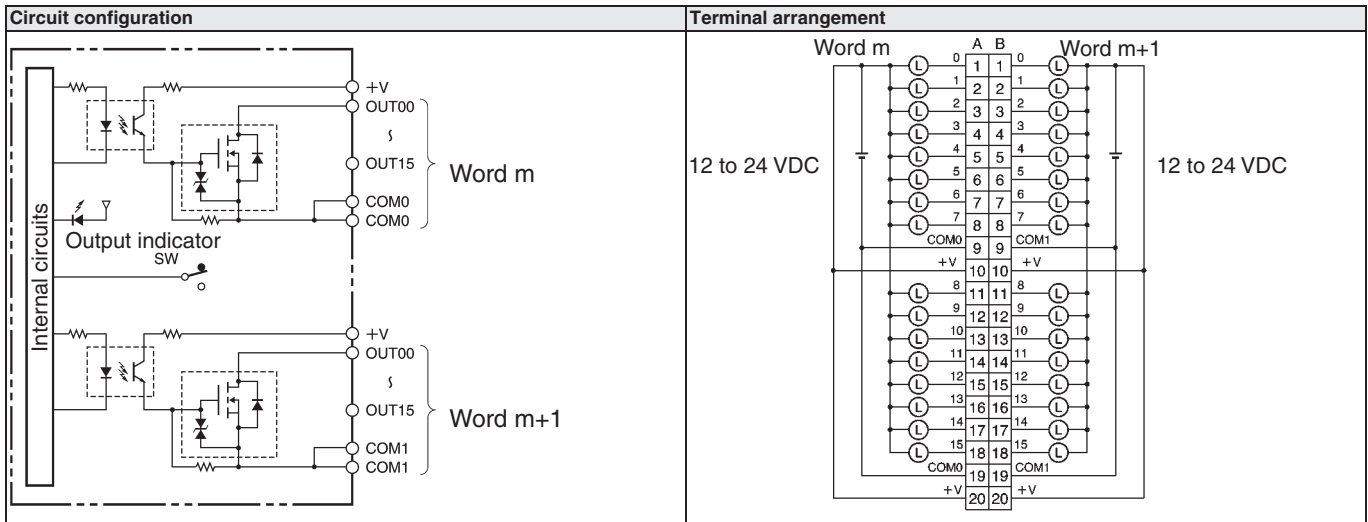 Circuit configuration
Terminal arrangement
+V
OUT00
∫
OUT15
Word m
COM0
COM0
Internal circuits
Output indicator
SW
+V
OUT00
∫
OUT15
Word m+1
COM1
COM1
Word m
A B
Word m+1
L 0 1 1 0 L
L 1 2 2 1 L
L 2 3 3 2 L
L 3 4 4 3 L
12 to 24 VDC L 4 5 5 4 L 12 to 24 VDC
L 5 6 6 5 L
L 6 7 7 6 L
L 7 8 8 7 L
COM0 9 9 COM1
+V 10 10 +V
L 8 11 11 8 L
L 9 12 12 9 L
L 10 13 13 10 L
L 11 14 14 11 L
L 12 15 15 12 L
L 13 16 16 13 L
L 14 17 17 14 L
L 15 18 18 15 L
COM0 19 19 COM1
+V 20 20 +V